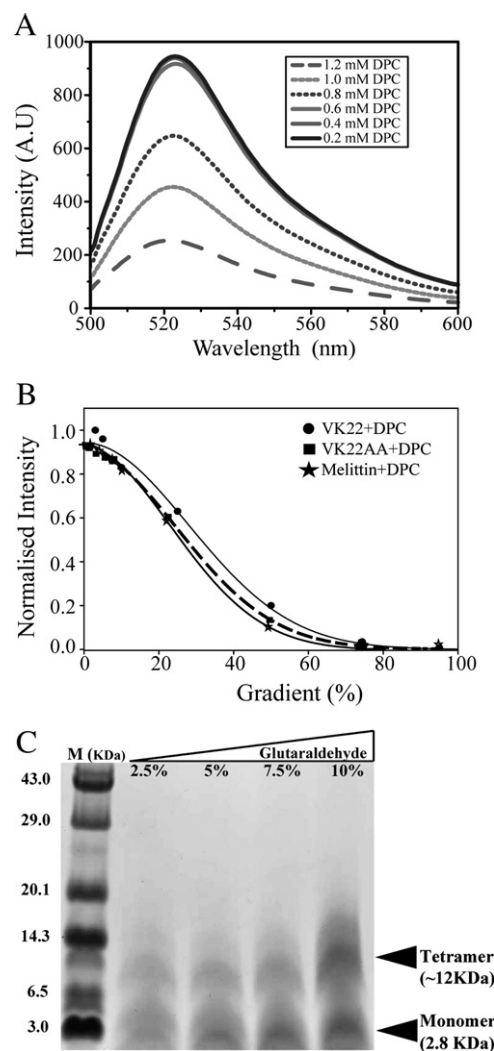 A
1000
800
600
400
200
0
Intensity (A.U)
1.2 mM DPC
1.0 mM DPC
0.8 mM DPC
0.6 mM DPC
0.4 mM DPC
0.2 mM DPC
500 520 540 560 580 600
Wavelength (nm)
B
1.0
0.8
0.6
0.4
0.2
0.0
Normalised Intensity
VK22+DPC
VK22AA+DPC
Melittin+DPC
0 20 40 60 80 100
Gradient (%)
C
M (KDa)
Glutaraldehyde
2.5% 5% 7.5% 10%
43.0
29.0
20.1
14.3
6.5
3.0
Tetramer
(~12KDa)
Monomer
(2.8 KDa)